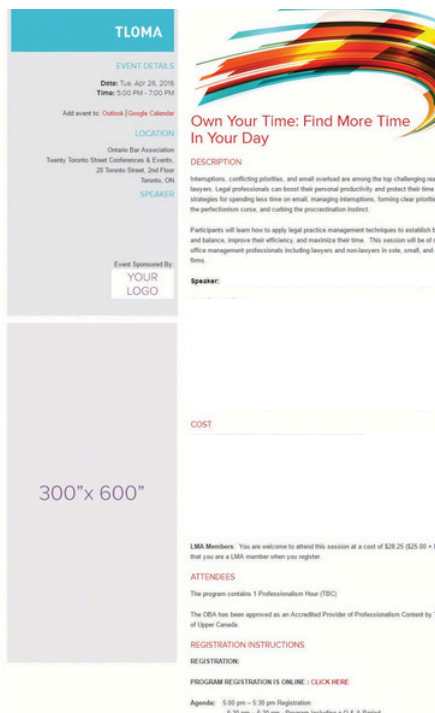 TLOMA
EVENT DETAILS
Date: Tue. Apr 26, 2016
Time: 5:00 PM - 7:00 PM
Add event to: Outlook | Google Calendar
LOCATION
Ontario Bar Association
Twenty Toronto Street Conferences & Events,
20 Toronto Street, 2nd Floor
Toronto, ON
SPEAKER
Event Sponsored By:
YOUR
LOGO
300"x 600"
Own Your Time: Find More Time
In Your Day
DESCRIPTION
Interruptions, conflicting priorities, and email overload are among the top challenging
lawyers. Legal professionals can boost their personal productivity and protect their time
strategies for spending less time on email, managing interruptions, forming clear
the perfectionism curse, and curbing the procrastination instinct.
Participants will learn how to apply legal practice management techniques to establish
and balance, improve their efficiency, and maximize their time. This session will be of
office management professionals including lawyers and non-lawyers in sole, small, and
firms.
Speaker:
COST
LMA Members: You are welcome to attend this session at a cost of $28.25 ($25.00 +
that you are a LMA member when you register.
ATTENDEES
The program contains 1 Professionalism Hour (TBC)
The OBA has been approved as an Accredited Provider of Professionalism Content by
of Upper Canada.
REGISTRATION INSTRUCTIONS
REGISTRATION:
PROGRAM REGISTRATION IS ONLINE : CLICK HERE
Agenda: 5:00 pm – 5:30 pm Registration
5:30 pm – 6:30 pm Program Including a Q & A Period